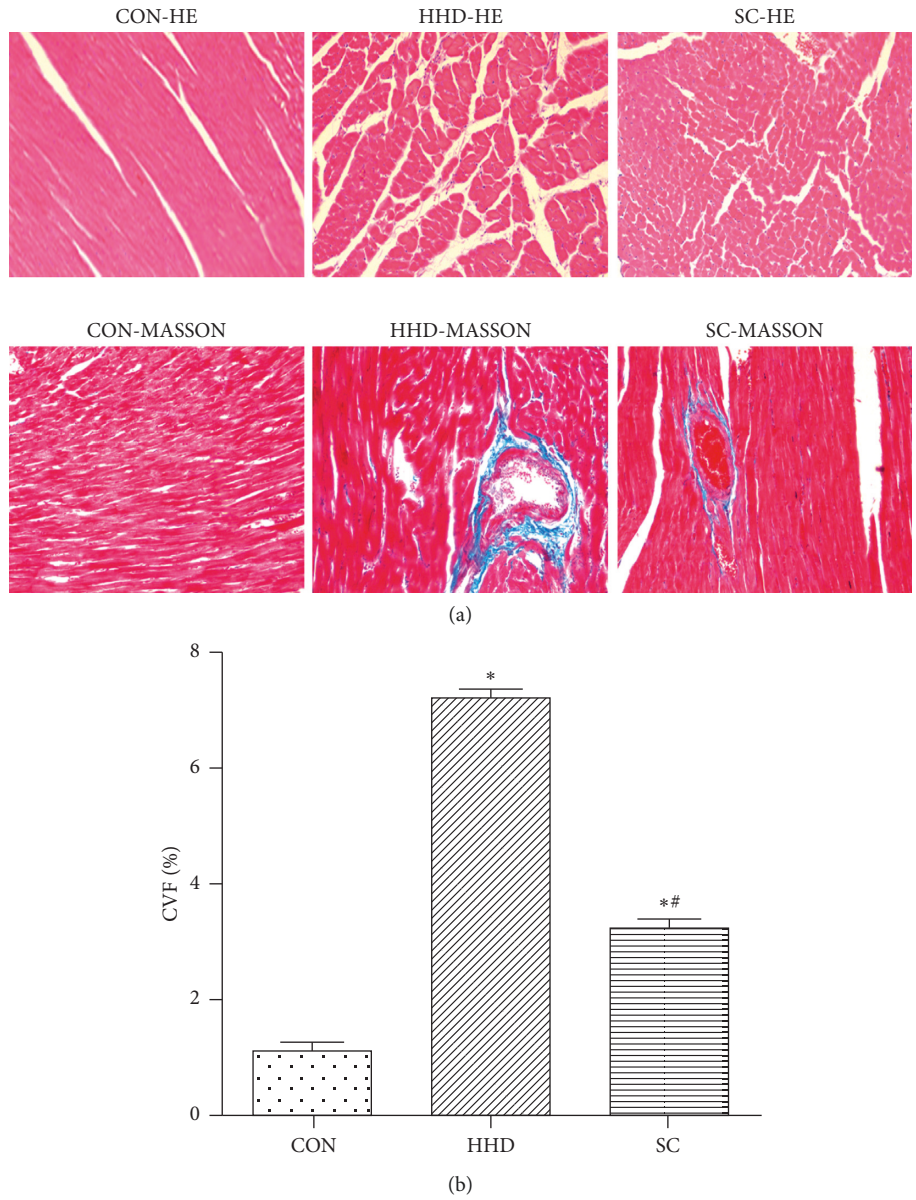 CON-HE HHD-HE SC-HE
CON-MASSON HHD-MASSON SC-MASSON
(a)
8
6
4
2
0
CVF (%)
*
*#
CON HHD SC
(b)